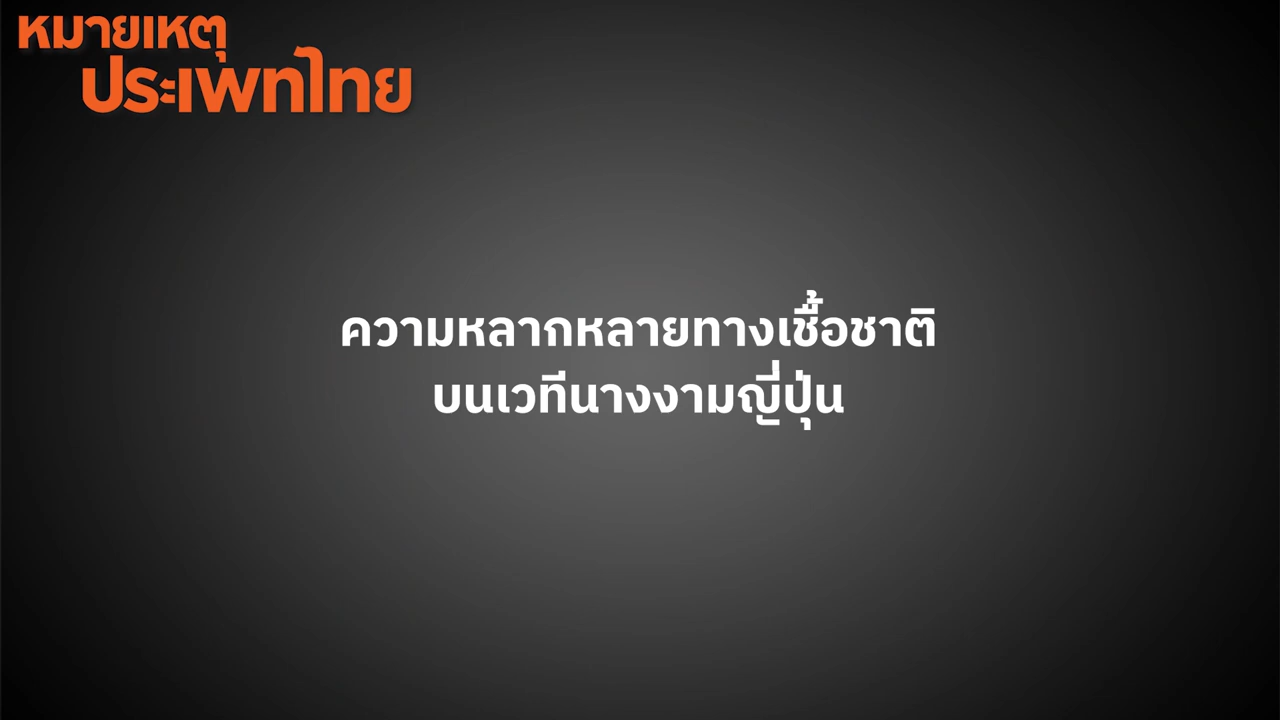 หมายเหตุ
ประเพทไทย
ความหลากหลายทางเชื้อชาติ
บนเวทีนางงามญี่ปุ่น